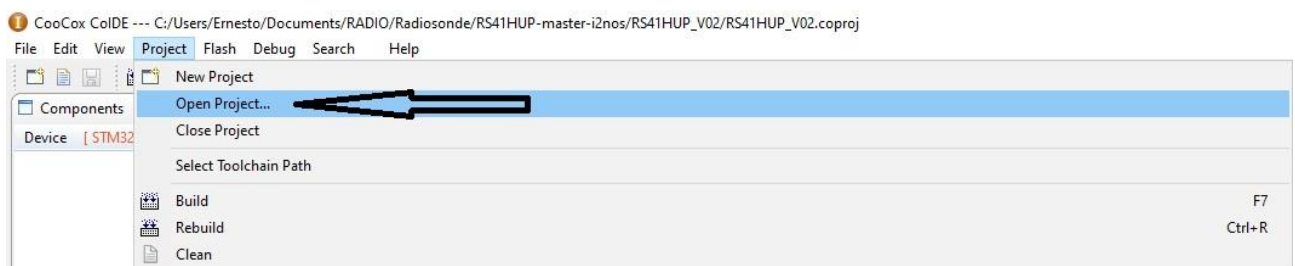 CooCox CoIDE --- C:/Users/Ernesto/Documents/RADIO/Radiosonde/RS41HUP-master-i2nos/RS41HUP_V02/RS41HUP_V02.coproj
File Edit View Project Flash Debug Search Help
New Project
Components Open Project...
Device [ STM32 Close Project
Select Toolchain Path
Build F7
Rebuild Ctrl+R
Clean